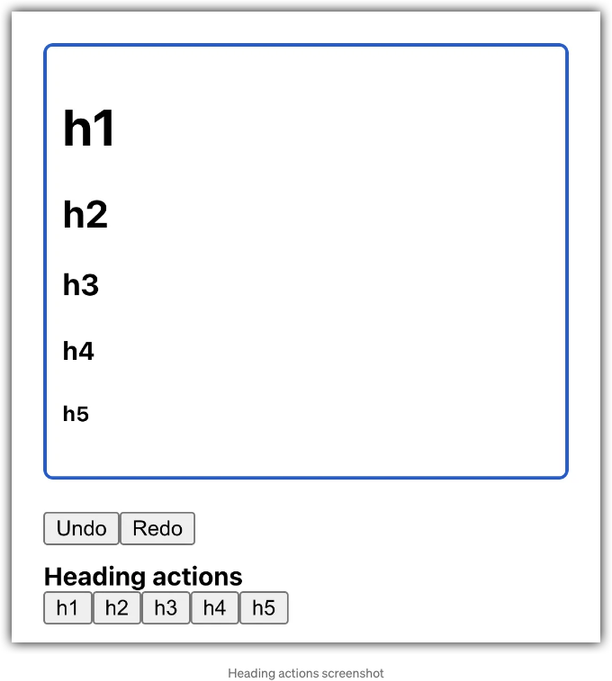 h1
h2
h3
h4
h5
Undo Redo
Heading actions
h1 h2 h3 h4 h5
Heading actions screenshot